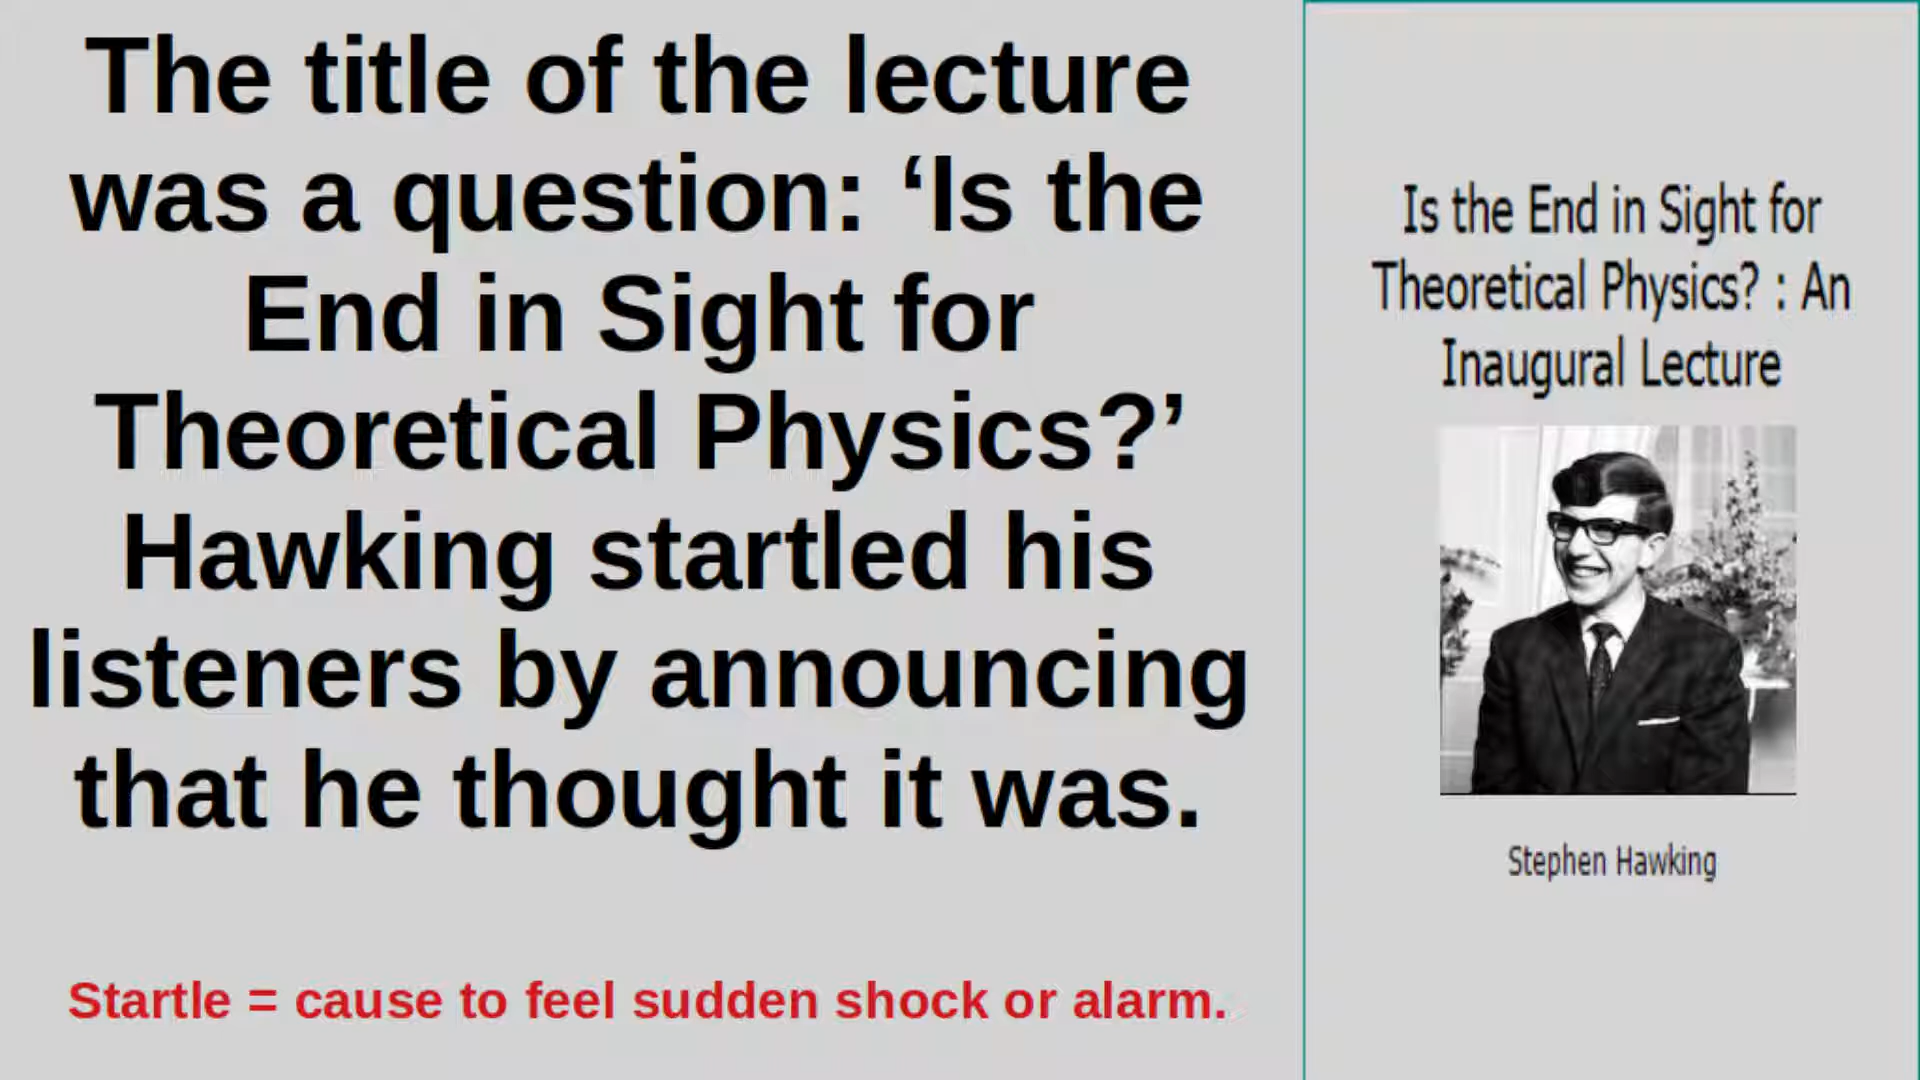 The title of the lecture
was a question: ‘Is the
End in Sight for
Theoretical Physics?’
Hawking startled his
listeners by announcing
that he thought it was.
Startle = cause to feel sudden shock or alarm.
Is the End in Sight for
Theoretical Physics? : An
Inaugural Lecture
Stephen Hawking